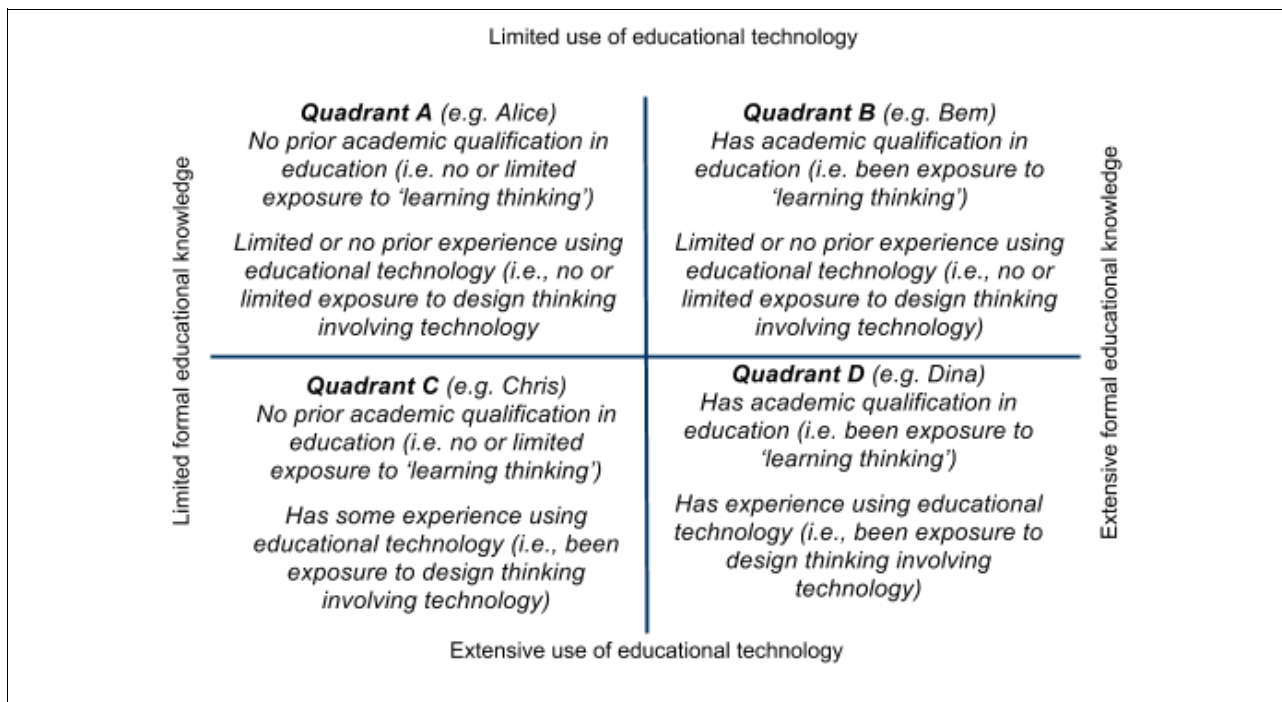 Limited use of educational technology
Limited formal educational knowledge
Quadrant A (e.g. Alice)
No prior academic qualification in
education (i.e. no or limited
exposure to ‘learning thinking’)
Limited or no prior experience using
educational technology (i.e., no or
limited exposure to design thinking
involving technology
Quadrant B (e.g. Bem)
Has academic qualification in
education (i.e. been exposure to
‘learning thinking’)
Limited or no prior experience using
educational technology (i.e., no or
limited exposure to design thinking
involving technology)
Quadrant C (e.g. Chris)
No prior academic qualification in
education (i.e. no or limited
exposure to ‘learning thinking’)
Has some experience using
educational technology (i.e., been
exposure to design thinking
involving technology)
Quadrant D (e.g. Dina)
Has academic qualification in
education (i.e. been exposure to
‘learning thinking’)
Has experience using educational
technology (i.e., been exposure to
design thinking involving
technology)
Extensive formal educational knowledge
Extensive use of educational technology